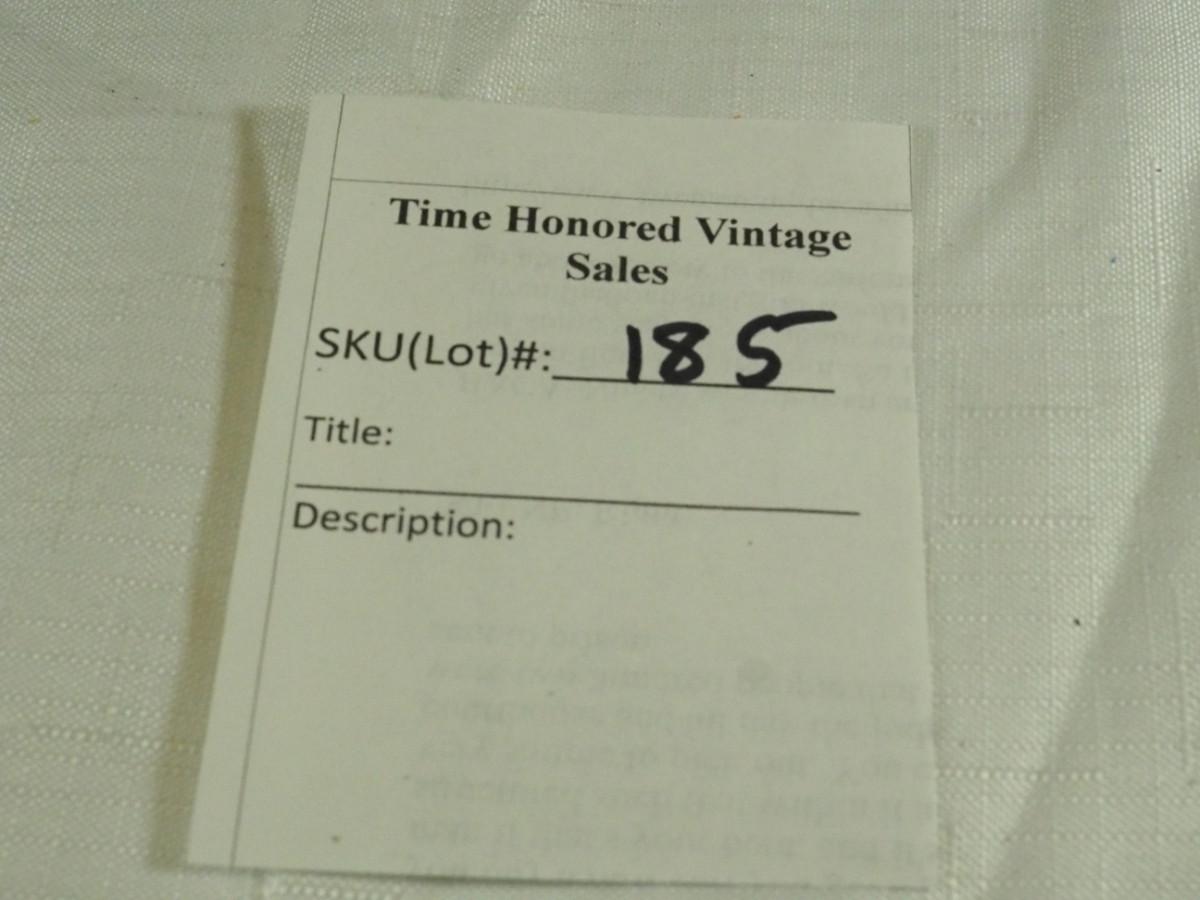 Time Honored Vintage
Sales
SKU(Lot)#: 185
Title:
Description: